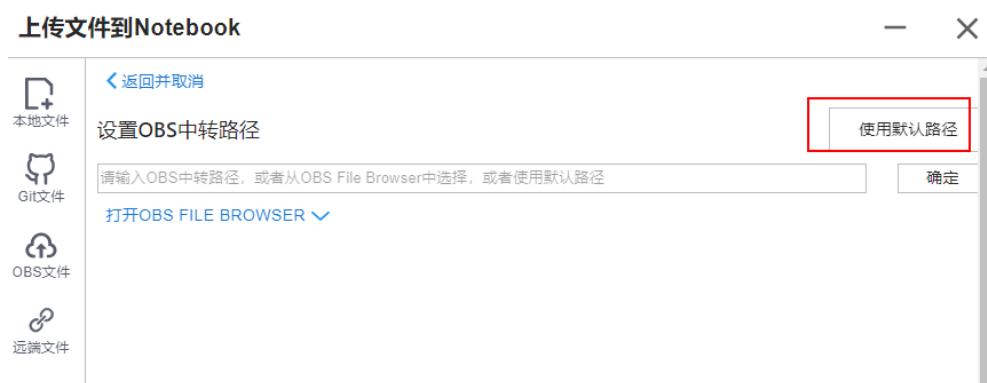 上传文件到Notebook
返回并取消
本地文件
设置OBS中转路径
使用默认路径
请输入OBS中转路径，或者从OBS File Browser中选择，或者使用默认路径
确定
Git文件
打开OBS FILE BROWSER
OBS文件
远端文件